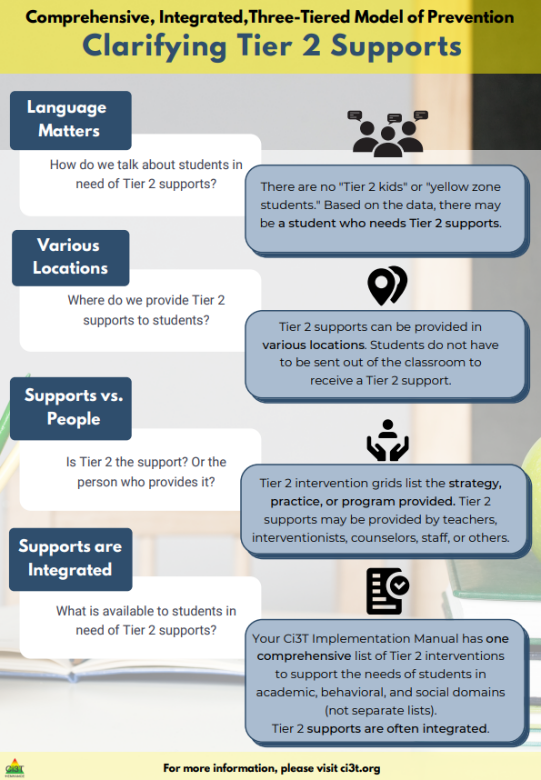 Comprehensive, Integrated,Three-Tiered Model of Prevention
Clarifying Tier 2 Supports
Language
Matters
How do we talk about students in
need of Tier 2 supports?
There are no "Tier 2 kids" or "yellow zone
students." Based on the data, there may
be a student who needs Tier 2 supports.
Various
Locations
Where do we provide Tier 2
supports to students?
Tier 2 supports can be provided in
various locations. Students do not have
to be sent out of the classroom to
receive a Tier 2 support.
Supports vs.
People
Is Tier 2 the support? Or the
person who provides it?
Tier 2 intervention grids list the strategy,
practice, or program provided. Tier 2
supports may be provided by teachers,
interventionists, counselors, staff, or others.
Supports are
Integrated
What is available to students in
need of Tier 2 supports?
Your Ci3T Implementation Manual has one
comprehensive list of Tier 2 interventions
to support the needs of students in
academic, behavioral, and social domains
(not separate lists).
Tier 2 supports are often integrated.
Ci3T
For more information, please visit ci3t.org